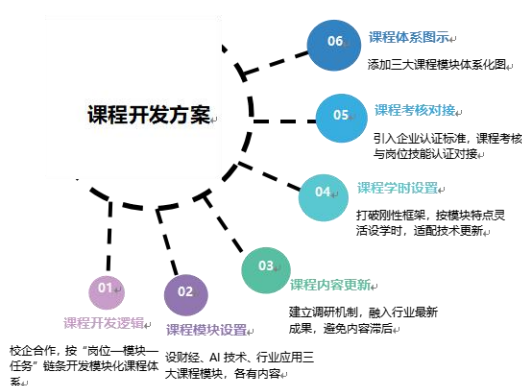 课程开发方案
06
课程体系图示
添加三大课程模块体系化图。
05
课程考核对接
引入企业认证标准，课程考核
与岗位技能认证对接。
04
课程学时设置
打破刚性框架，按模块特点灵
活设学时，适配技术更新。
03
课程内容更新
建立调研机制，融入行业最新
成果，避免内容滞后。
02
课程模块设置
设财经、AI 技术、行业应用三
大课程模块，各有内容。
01
课程开发逻辑
校企合作，按“岗位—模块—
任务”链条开发模块化课程体
系。